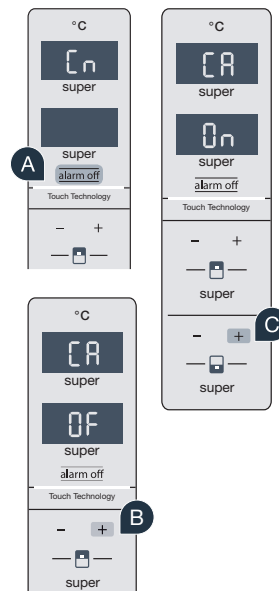 °C
Cn
super
super
A
alarm off
Touch Technology
- +
°C
CA
super
On
super
alarm off
Touch Technology
- +
super
- +
C
super
°C
CA
super
OF
super
alarm off
Touch Technology
B
- +
super